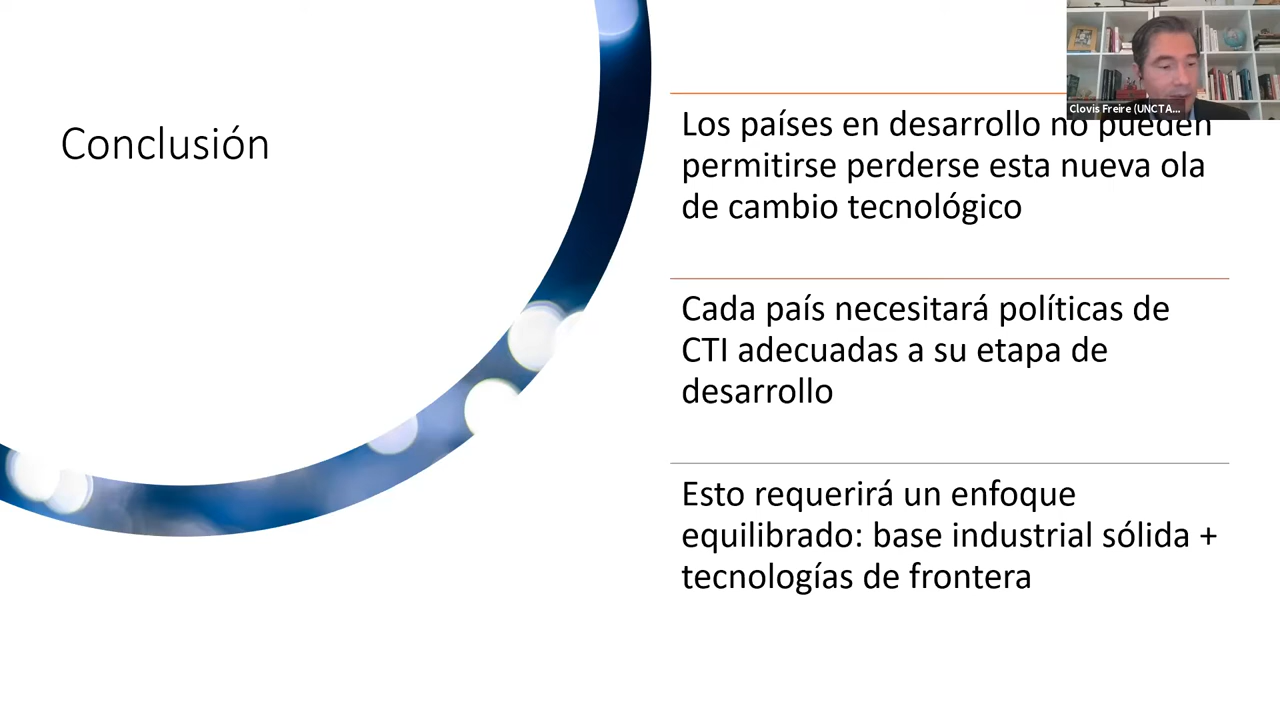 Conclusión
Clovis Freire (UNCTA...
Los países en desarrollo no pueden
permitirse perderse esta nueva ola
de cambio tecnológico
Cada país necesitará políticas de
CTI adecuadas a su etapa de
desarrollo
Esto requerirá un enfoque
equilibrado: base industrial sólida +
tecnologías de frontera